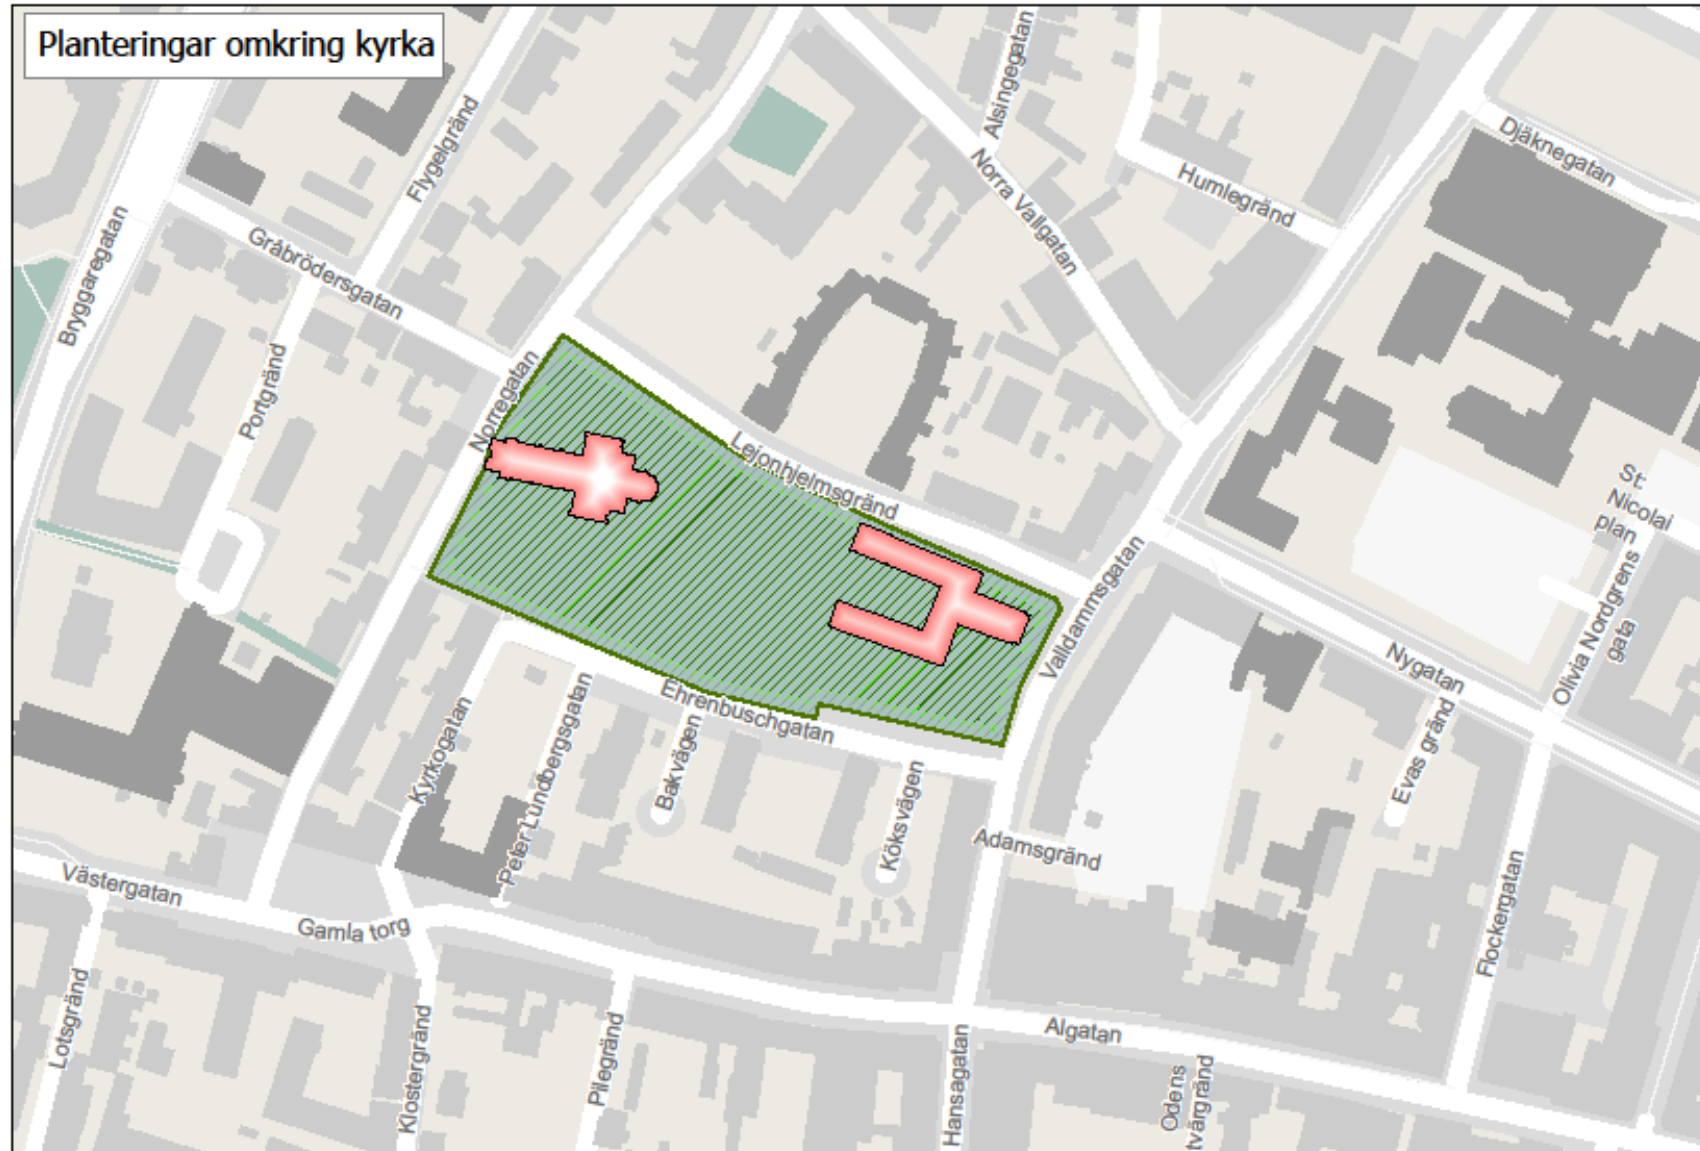 Planteringar omkring kyrka
Alsingegatan
Flygelgränd
Djäknegatan
Norra Vallgatan
Humlegränd
Bryggaregatan
Gråbrödersgatan
Portgränd
Norregatan
Lejonhjelmsgränd
St.
Nicolai
plan
Valldammsgatan
Olivia Nordgrens
gata
Nygatan
Evas gränd
Kyrkogatan
Peter Lundbergsgatan
Ehrenbuschgatan
Bakvägen
Köksvägen
Adamsgränd
Västergatan
Gamla torg
Flockergatan
Lotsgränd
Klostergränd
Pilegränd
Hansagatan
Algatan
Odens
tvärgränd